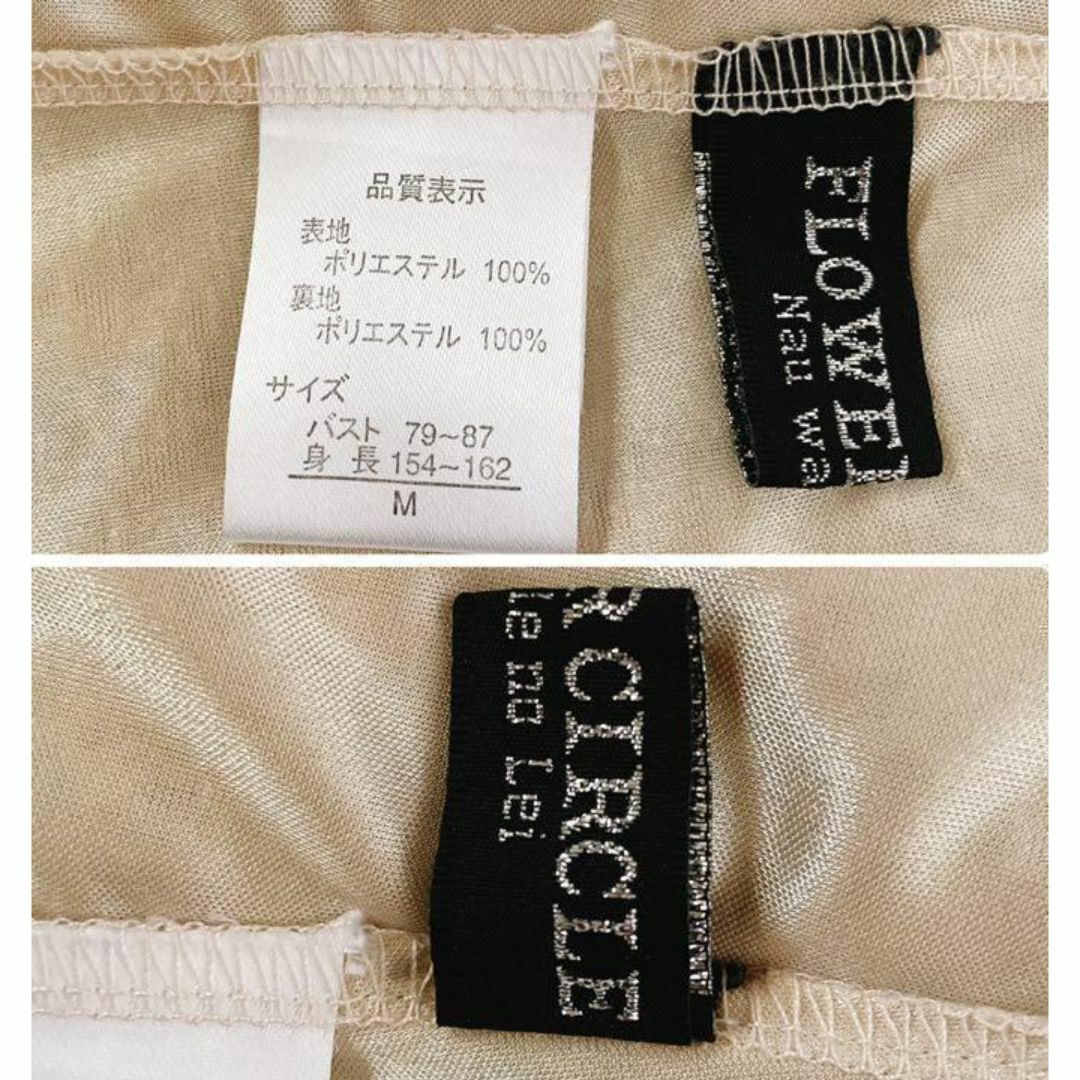 品質表示
表地
ポリエステル 100%
裏地
ポリエステル 100%
サイズ
バスト 79~87
身 長 154~162
M
FLOWER
Nau wa
R CIRCLE
le no Lei